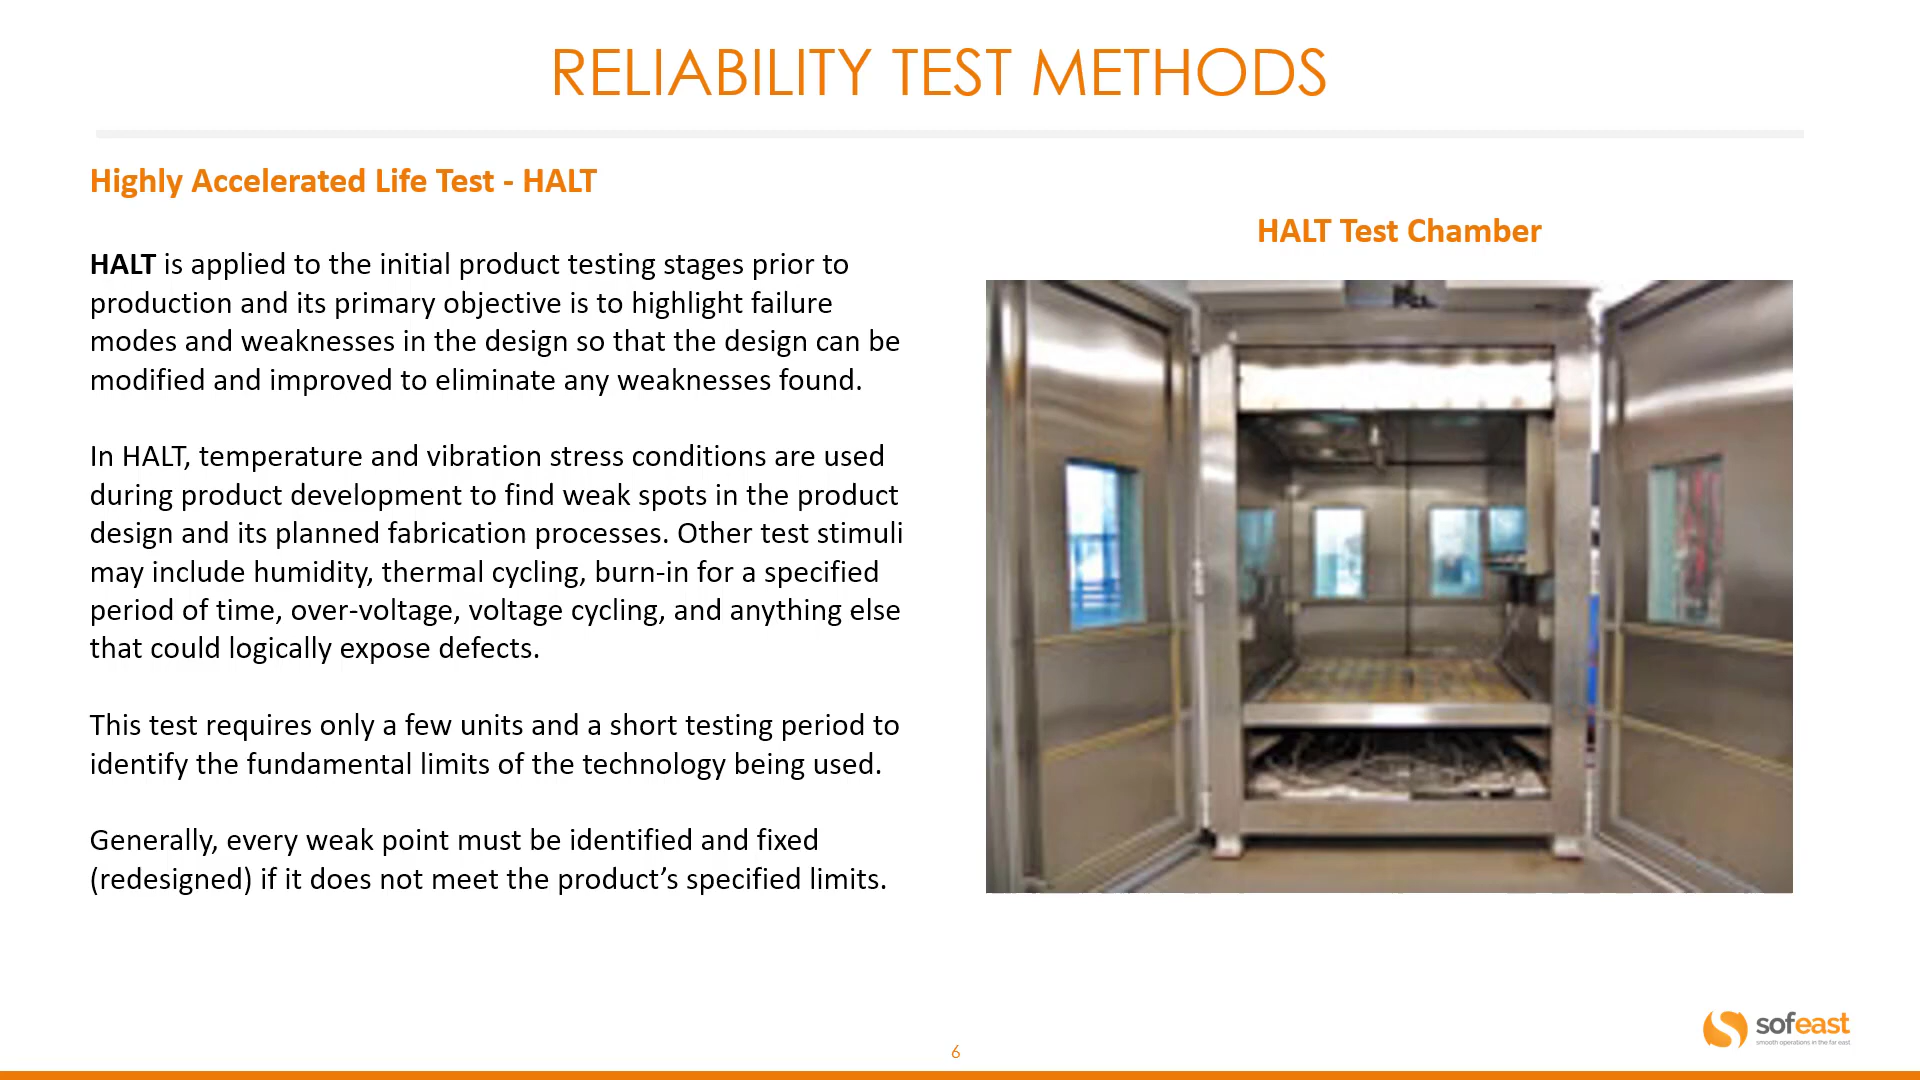 RELIABILITY TEST METHODS
Highly Accelerated Life Test - HALT
HALT is applied to the initial product testing stages prior to
production and its primary objective is to highlight failure
modes and weaknesses in the design so that the design can be
modified and improved to eliminate any weaknesses found.
In HALT, temperature and vibration stress conditions are used
during product development to find weak spots in the product
design and its planned fabrication processes. Other test stimuli
may include humidity, thermal cycling, burn-in for a specified
period of time, over-voltage, voltage cycling, and anything else
that could logically expose defects.
This test requires only a few units and a short testing period to
identify the fundamental limits of the technology being used.
Generally, every weak point must be identified and fixed
(redesigned) if it does not meet the product’s specified limits.
HALT Test Chamber
sofeast
smooth operations in the far east
6